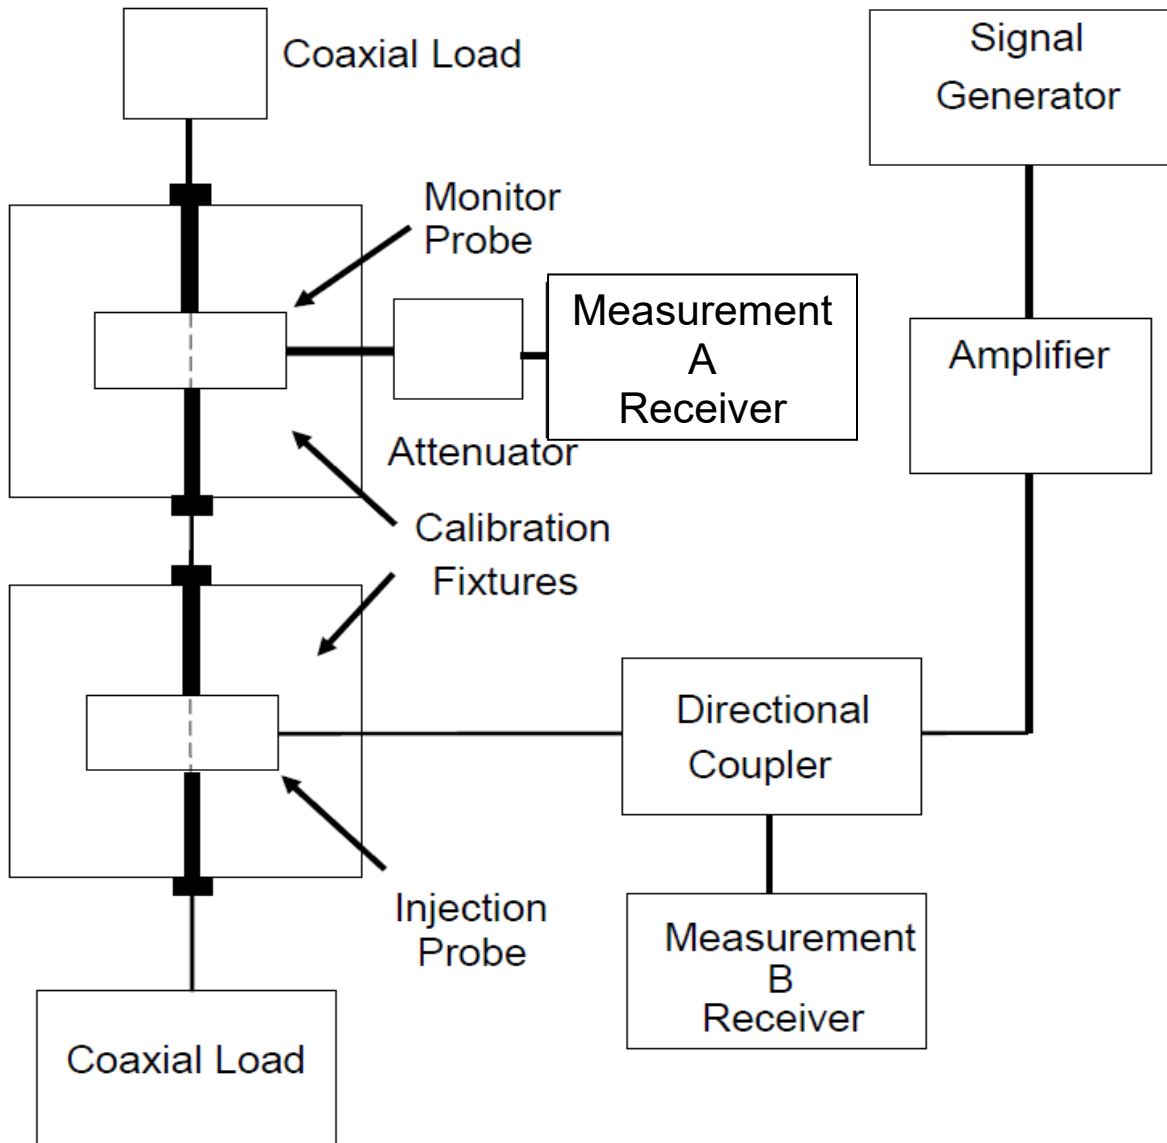 Coaxial Load
Signal
Generator
Monitor
Probe
Measurement
A
Receiver
Amplifier
Attenuator
Calibration
Fixtures
Directional
Coupler
Injection
Probe
Measurement
B
Receiver
Coaxial Load